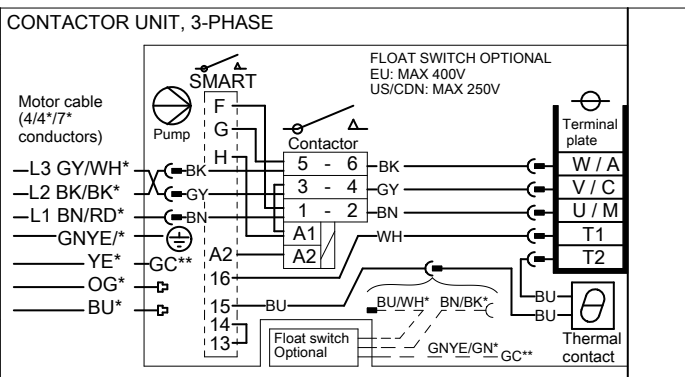 CONTACTOR UNIT, 3-PHASE
FLOAT SWITCH OPTIONAL
EU: MAX 400V
US/CDN: MAX 250V
SMART
Motor cable
(4/4*/7*
conductors)
Pump
F
G
H
Contactor
Terminal
plate
L3 GY/WH*
BK
5 - 6
BK
W / A
L2 BK/BK*
GY
3 - 4
GY
V / C
L1 BN/RD*
BN
1 - 2
BN
U / M
GNYE/*
A1
WH
T1
YE*
GC**
A2
A2
T2
OG*
16
BU*
15
BU
BU/WH*
BN/BK*
BU
BU
14
13
Float switch
Optional
GNYE/GN*
GC**
Thermal
contact